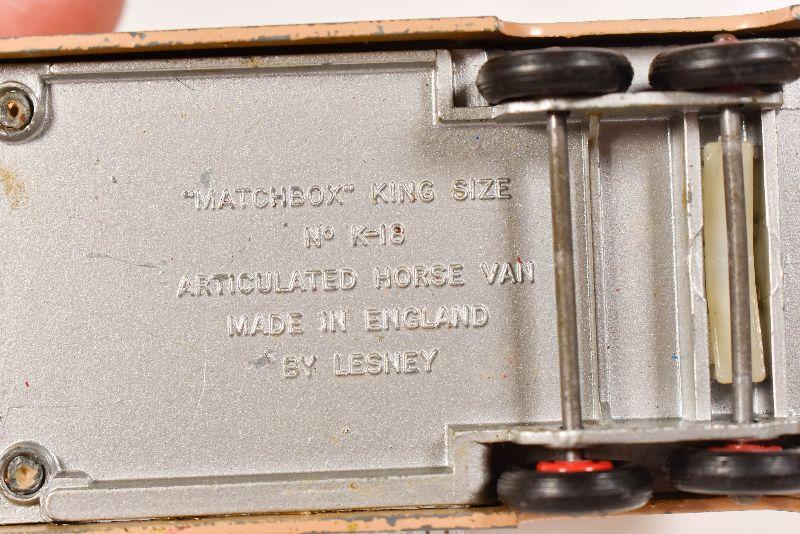 "MATCHBOX" KING SIZE
Nº K-18
ARTICULATED HORSE VAN
MADE IN ENGLAND
BY LESNEY